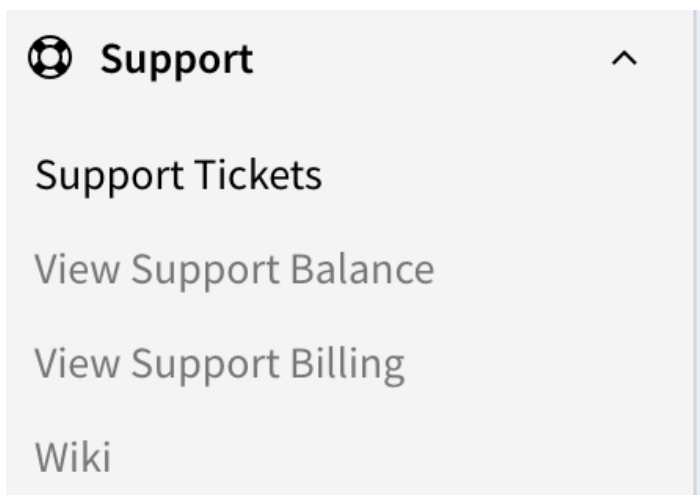 Support
Support Tickets
View Support Balance
View Support Billing
Wiki